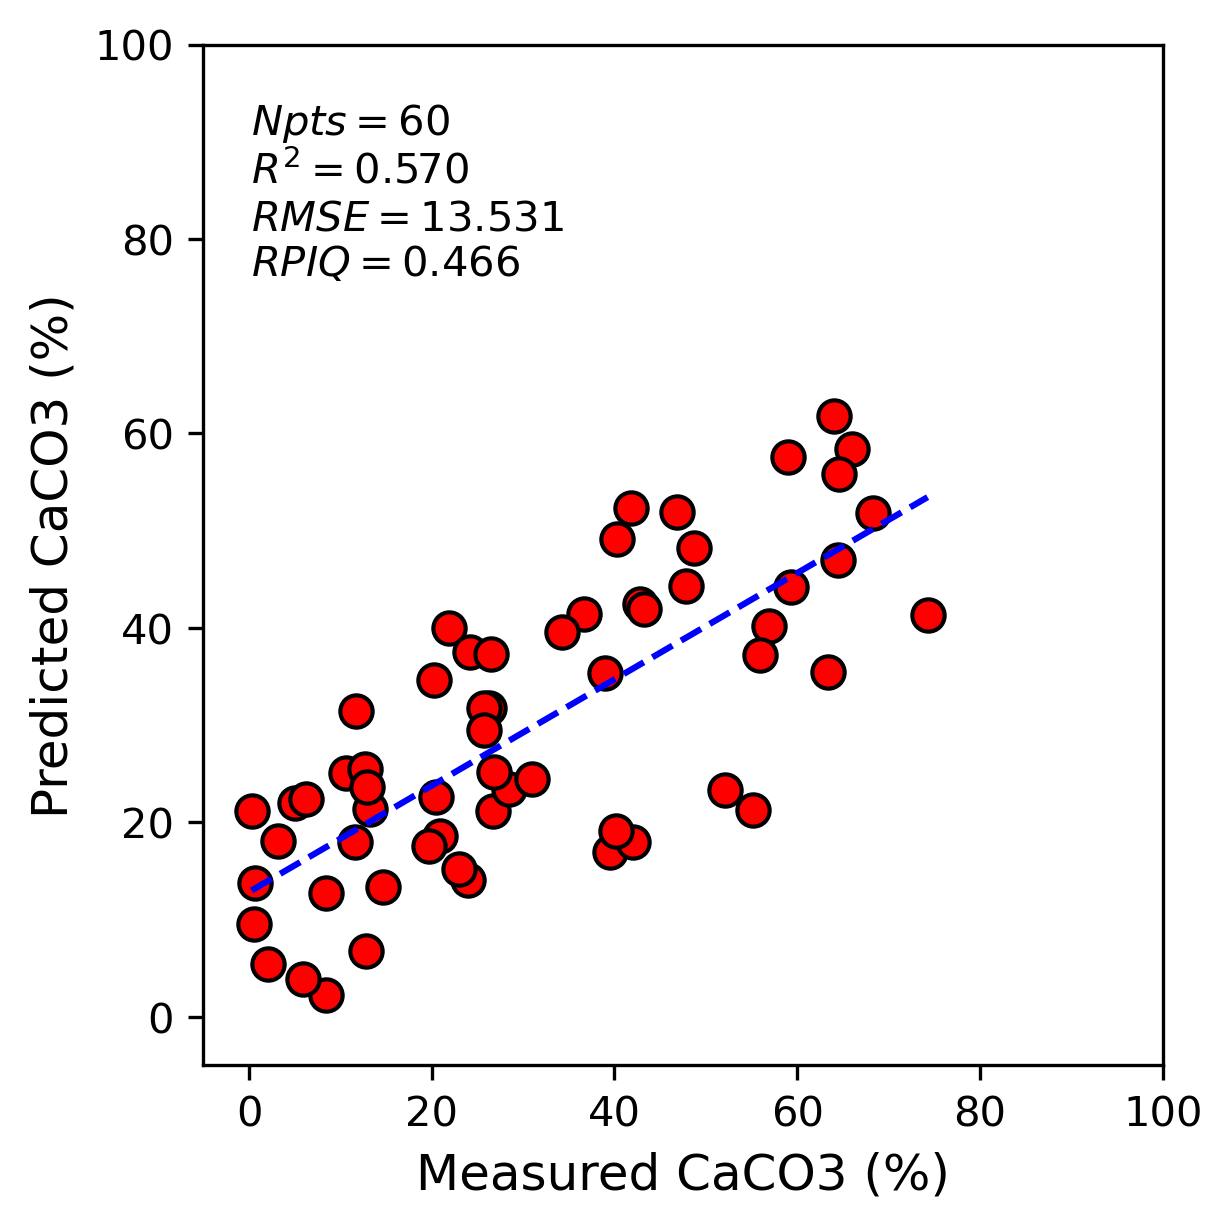 100
80
60
40
20
0
Predicted CaCO3 (%)
Npts = 60
R² = 0.570
RMSE = 13.531
RPIQ = 0.466
0 20 40 60 80 100
Measured CaCO3 (%)